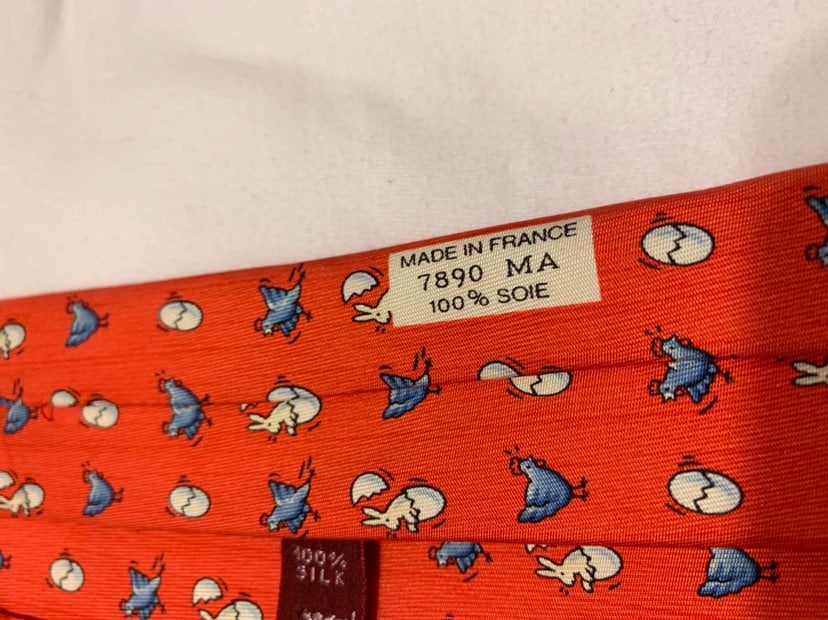 MADE IN FRANCE
7890 MA
100% SOIE
100%
SILK